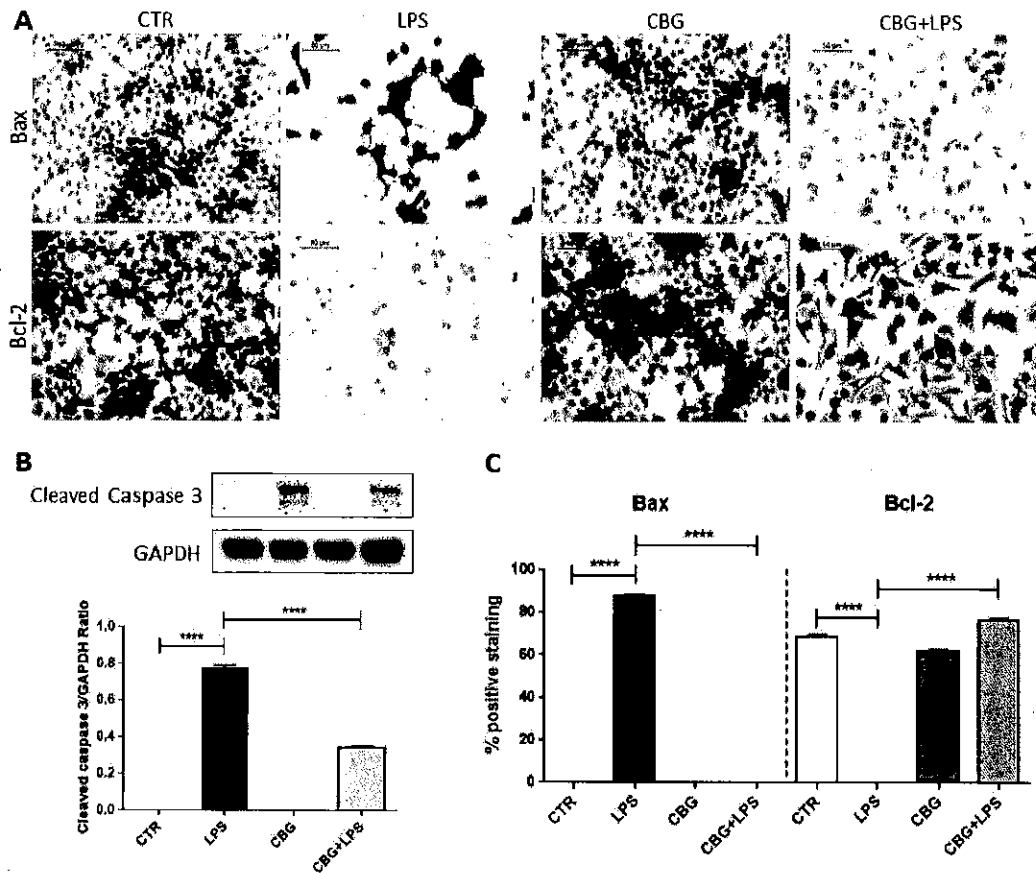 A
CTR LPS CBG CBG+LPS
Bax
Bcl-2
B
Cleaved Caspase 3
GAPDH
Cleaved caspase 3/GAPDH Ratio
1.0
0.8
0.6
0.4
0.2
0.0
**** ****
CTR LPS CBG CBG+LPS
C
Bax Bcl-2
% positive staining
100
80
60
40
20
0
**** **** **** ****
CTR LPS CBG CBG+LPS CTR LPS CBG CBG+LPS